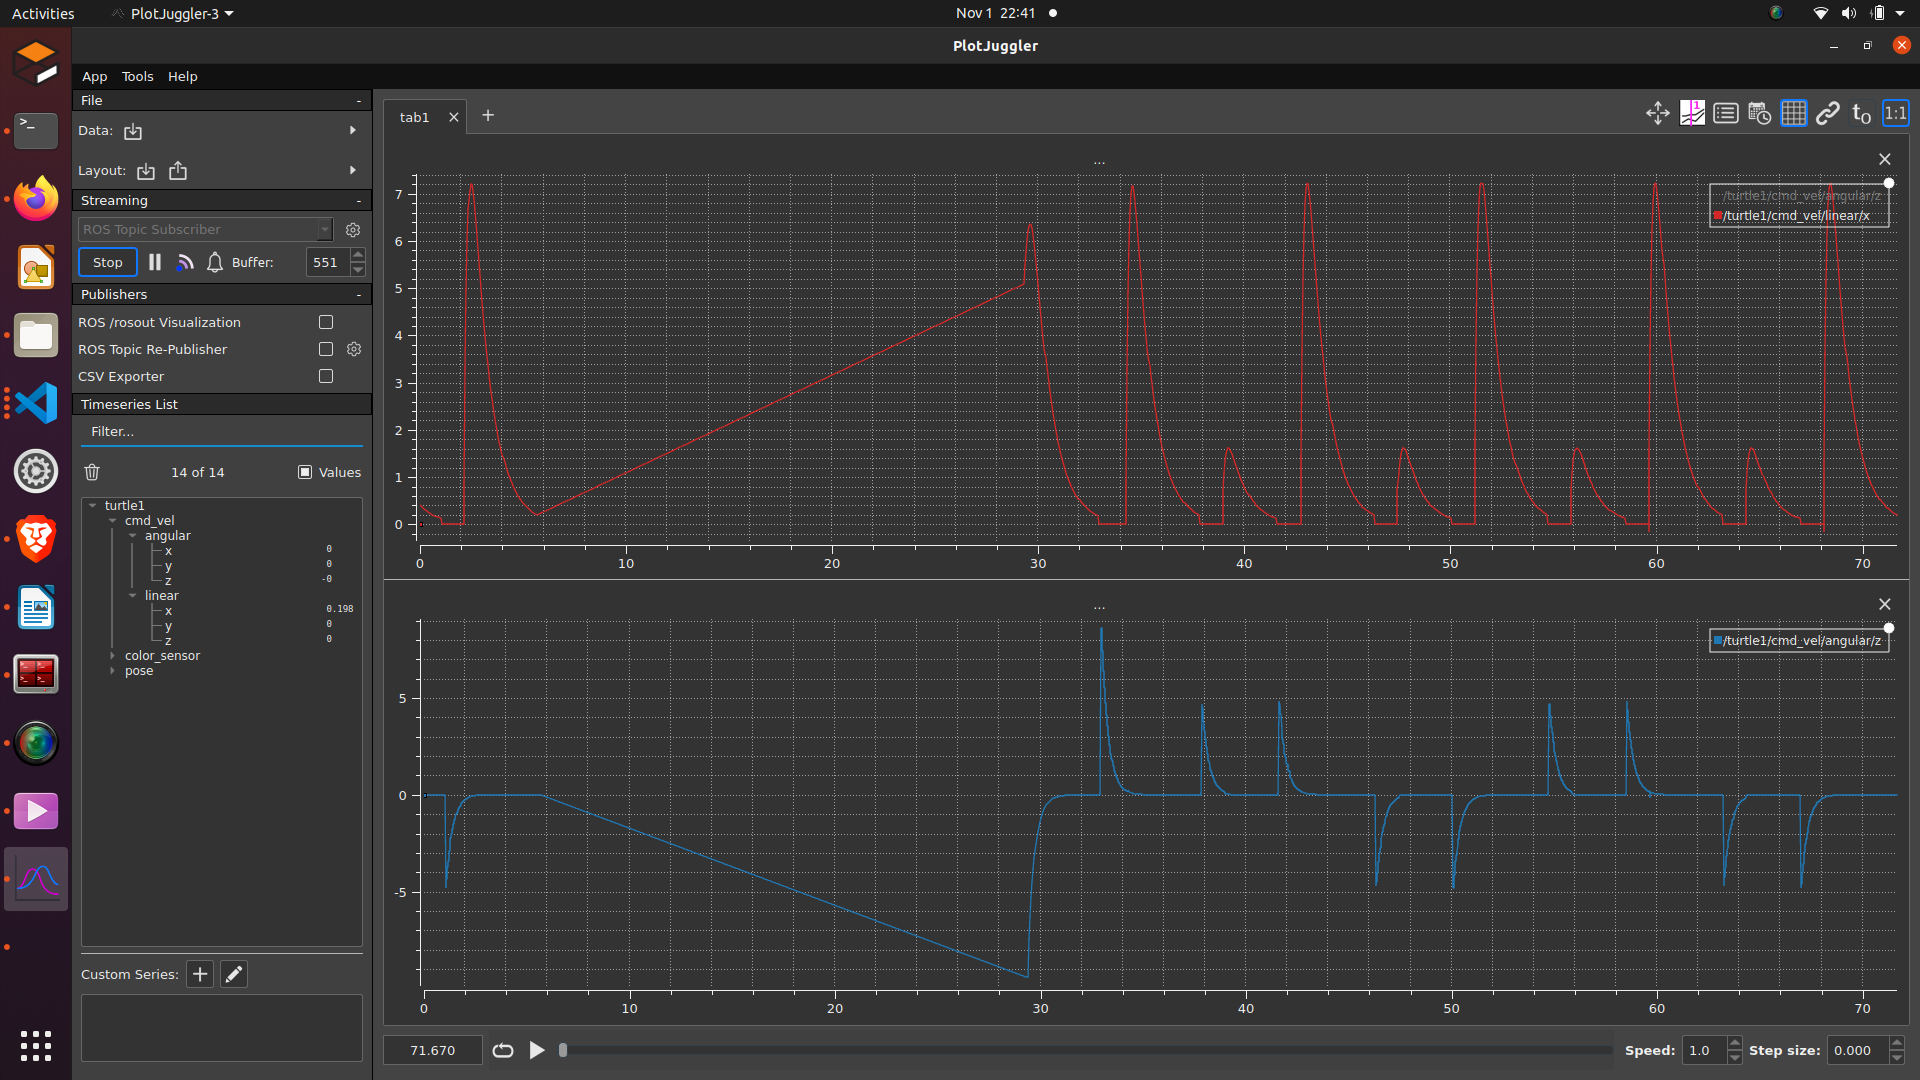 Activities
PlotJuggler-3
Nov 1 22:41
PlotJuggler
App Tools Help
File -
Data:
Layout:
Streaming -
ROS Topic Subscriber
Stop Buffer: 551
Publishers -
ROS /rosout Visualization
ROS Topic Re-Publisher
CSV Exporter
Timeseries List
Filter...
14 of 14 Values
turtle1
cmd_vel
angular
x 0
y 0
z -0
linear
x 0.198
y 0
z 0
color_sensor
pose
Custom Series:
tab1
t0 1:1
...
/turtle1/cmd_vel/angular/z
/turtle1/cmd_vel/linear/x
7
6
5
4
3
2
1
0
0 10 20 30 40 50 60 70
...
/turtle1/cmd_vel/angular/z
5
0
-5
0 10 20 30 40 50 60 70
71.670 Speed: 1.0 Step size: 0.000